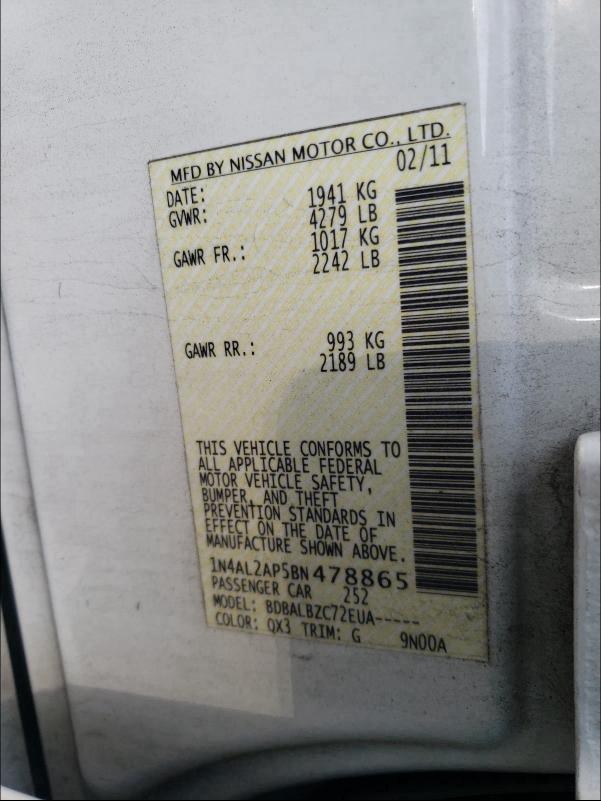 MFD BY NISSAN MOTOR CO., LTD.
DATE: 02/11
GVWR: 1941 KG
4279 LB
GAWR FR.: 1017 KG
2242 LB
GAWR RR.: 993 KG
2189 LB
THIS VEHICLE CONFORMS TO
ALL APPLICABLE FEDERAL
MOTOR VEHICLE SAFETY,
BUMPER, AND THEFT
PREVENTION STANDARDS IN
EFFECT ON THE DATE OF
MANUFACTURE SHOWN ABOVE.
1N4AL2AP5BN478865
PASSENGER CAR 252
MODEL: BDBALBZC72EUA-----
COLOR: QX3 TRIM: G 9N00A